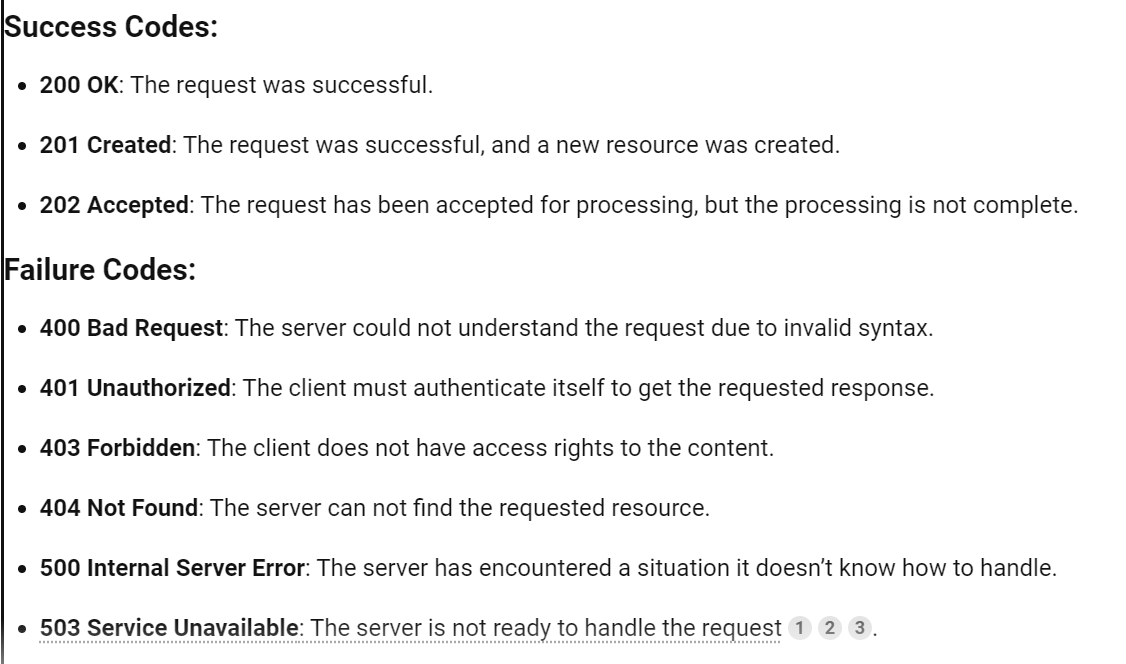 Success Codes:
• 200 OK: The request was successful.
• 201 Created: The request was successful, and a new resource was created.
• 202 Accepted: The request has been accepted for processing, but the processing is not complete.
Failure Codes:
• 400 Bad Request: The server could not understand the request due to invalid syntax.
• 401 Unauthorized: The client must authenticate itself to get the requested response.
• 403 Forbidden: The client does not have access rights to the content.
• 404 Not Found: The server can not find the requested resource.
• 500 Internal Server Error: The server has encountered a situation it doesn’t know how to handle.
• 503 Service Unavailable: The server is not ready to handle the request 1 2 3.